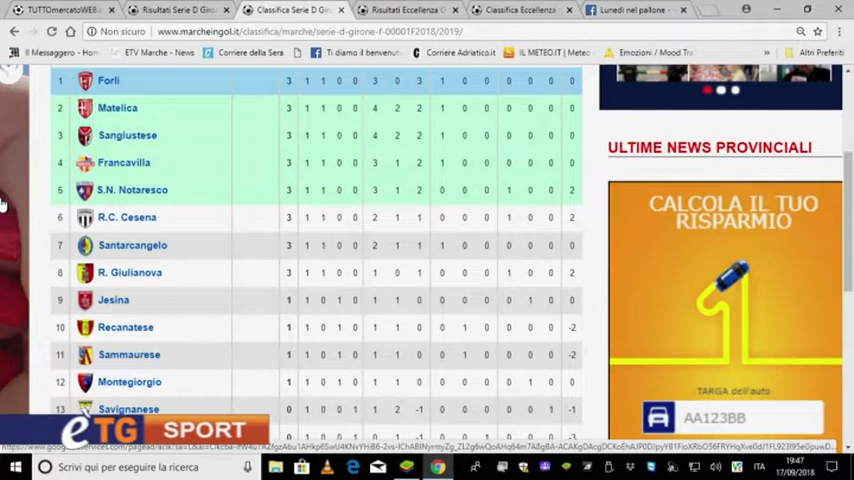 TUTTOmercatoWEB
Risultati Serie D Giro
Classifica Serie D Giro
Risultati Eccellenza G
Classifica Eccellenza
Lunedì nel pallone -
Non sicuro www.marcheingol.it/classifica/marche/serie-d-girone-f-00001F2018/2019/
Il Messaggero - Home
ETV Marche - News
Corriere della Sera
Ti diamo il benvenut
Corriere Adriatico.it
IL METEO.IT | Meteo
Emozioni / Mood Tra
Altri Preferiti
1 Forlì 3 1 1 0 0 3 0 3 1 0 0 0 0 0
2 Matelica 3 1 1 0 0 4 2 2 1 0 0 0 0 0
3 Sangiustese 3 1 1 0 0 4 2 2 1 0 0 0 0 0
4 Francavilla 3 1 1 0 0 3 1 2 1 0 0 0 0 0
5 S.N. Notaresco 3 1 1 0 0 3 1 2 0 0 0 1 0 0 2
6 R.C. Cesena 3 1 1 0 0 2 1 1 0 0 0 1 0 0 2
7 Santarcangelo 3 1 1 0 0 2 1 1 1 0 0 0 0 0
8 R. Giulianova 3 1 1 0 0 1 0 1 0 0 0 1 0 0 2
9 Jesina 1 1 0 1 0 1 1 0 0 0 0 0 1 0 0
10 Recanatese 1 1 0 1 0 1 1 0 0 1 0 0 0 0 -2
11 Sammaurese 1 1 0 1 0 1 1 0 0 1 0 0 0 0 -2
12 Montegiorgio 1 1 0 1 0 1 1 0 0 0 0 0 1 0 0
13 Savignanese 0 1 0 0 1 1 2 -1 0 0 0 0 0 1 -1
ULTIME NEWS PROVINCIALI
CALCOLA IL TUO
RISPARMIO
TARGA dell'auto
AA123BB
eTG SPORT
Scrivi qui per eseguire la ricerca
ITA
19:47
17/09/2018